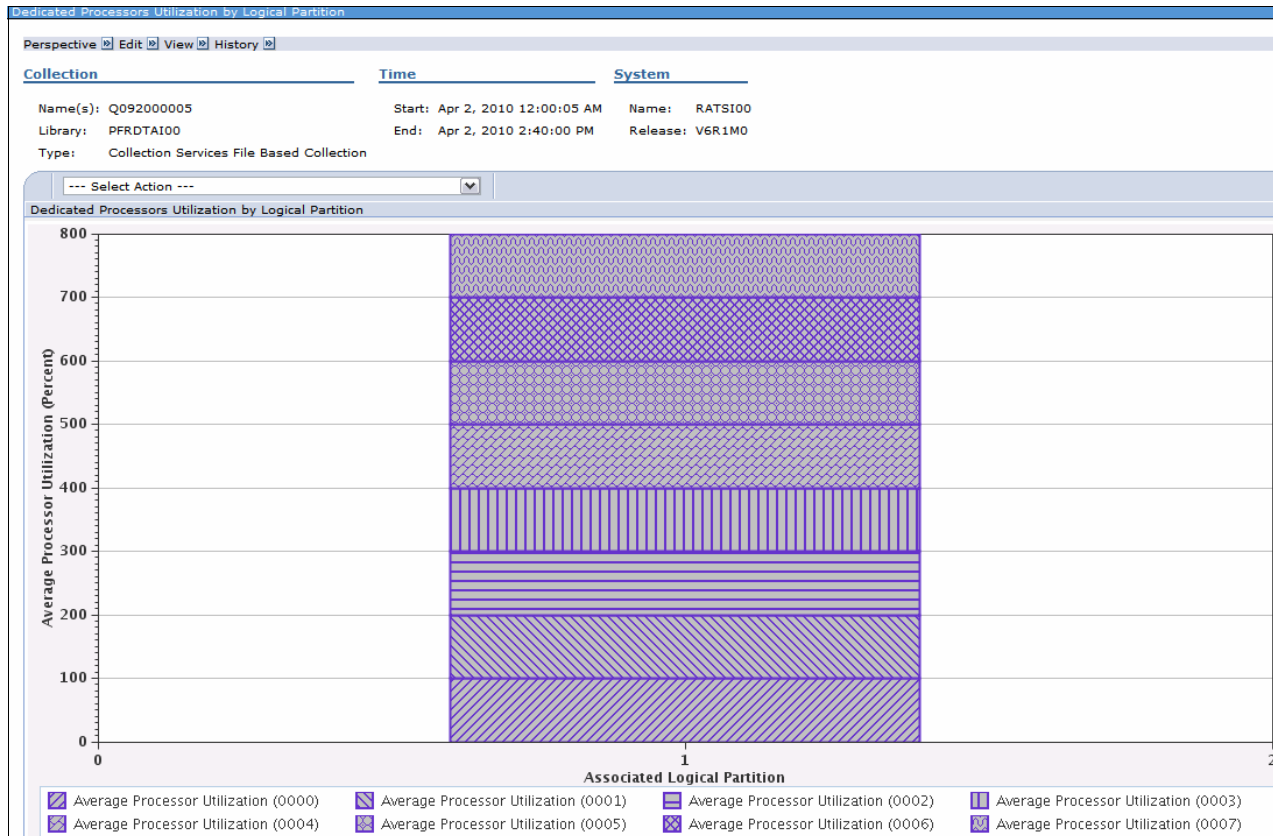 Dedicated Processors Utilization by Logical Partition
Perspective Edit View History
Collection Time System
Name(s): Q092000005 Start: Apr 2, 2010 12:00:05 AM Name: RATSI00
Library: PFRDTAI00 End: Apr 2, 2010 2:40:00 PM Release: V6R1M0
Type: Collection Services File Based Collection
--- Select Action ---
Dedicated Processors Utilization by Logical Partition
Average Processor Utilization (Percent)
800
700
600
500
400
300
200
100
0
0 1 2
Associated Logical Partition
Average Processor Utilization (0000) Average Processor Utilization (0001) Average Processor Utilization (0002) Average Processor Utilization (0003)
Average Processor Utilization (0004) Average Processor Utilization (0005) Average Processor Utilization (0006) Average Processor Utilization (0007)